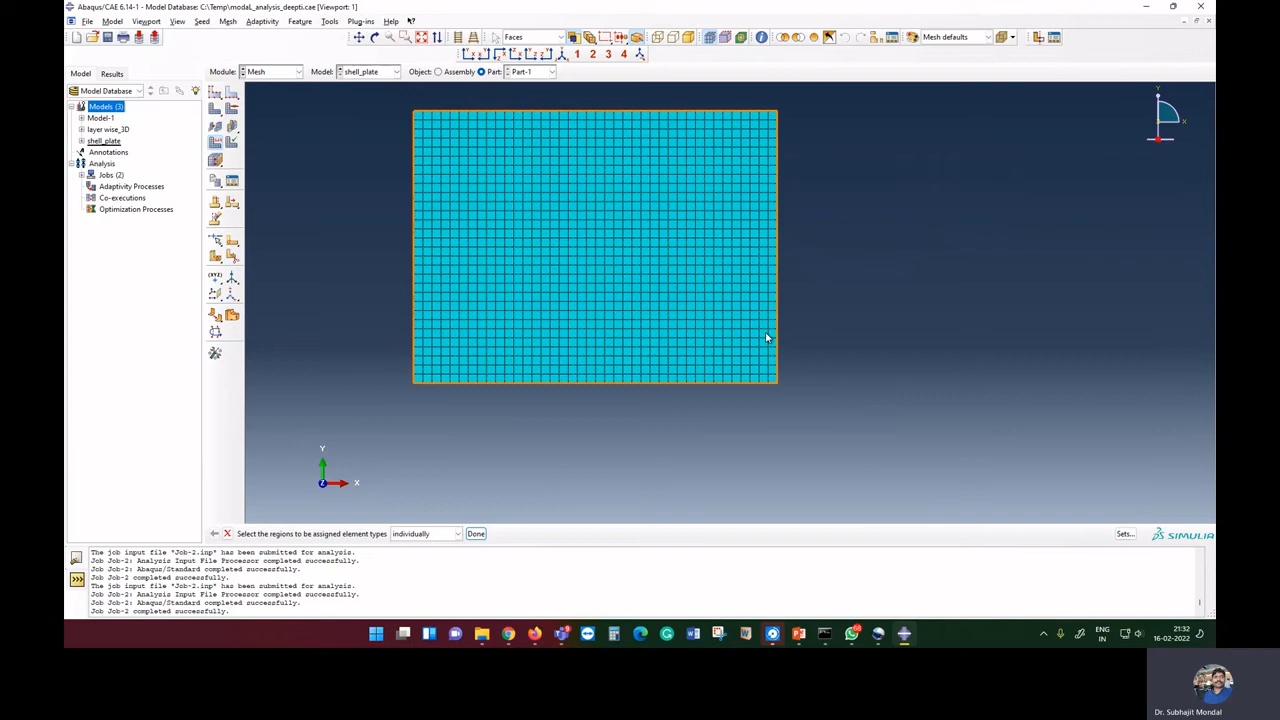 Abaqus/CAE 6.14-1 - Model Database: C:\Temp\modaL_analysis_deepti.cae [Viewport: 1]
File Model Viewport View Seed Mesh Adaptivity Feature Tools Plug-ins Help
Faces Mesh defaults
1 2 3 4
Model Results Module: Mesh Model: shell_plate Object: Assembly Part: Part-1
Model Database
Models (3)
Model-1
layer wise_3D
shell_plate
Annotations
Analysis
Jobs (2)
Adaptivity Processes
Co-executions
Optimization Processes
Y
X
Y
Z
X
Select the regions to be assigned element types individually Done Sets... SIMULIA
The job input file "Job-2.inp" has been submitted for analysis.
Job Job-2: Analysis Input File Processor completed successfully.
Job Job-2: Abaqus/Standard completed successfully.
Job Job-2 completed successfully.
The job input file "Job-2.inp" has been submitted for analysis.
Job Job-2: Analysis Input File Processor completed successfully.
Job Job-2: Abaqus/Standard completed successfully.
Job Job-2 completed successfully.
68
ENG
IN
21:32
16-02-2022
Dr. Subhajit Mondal